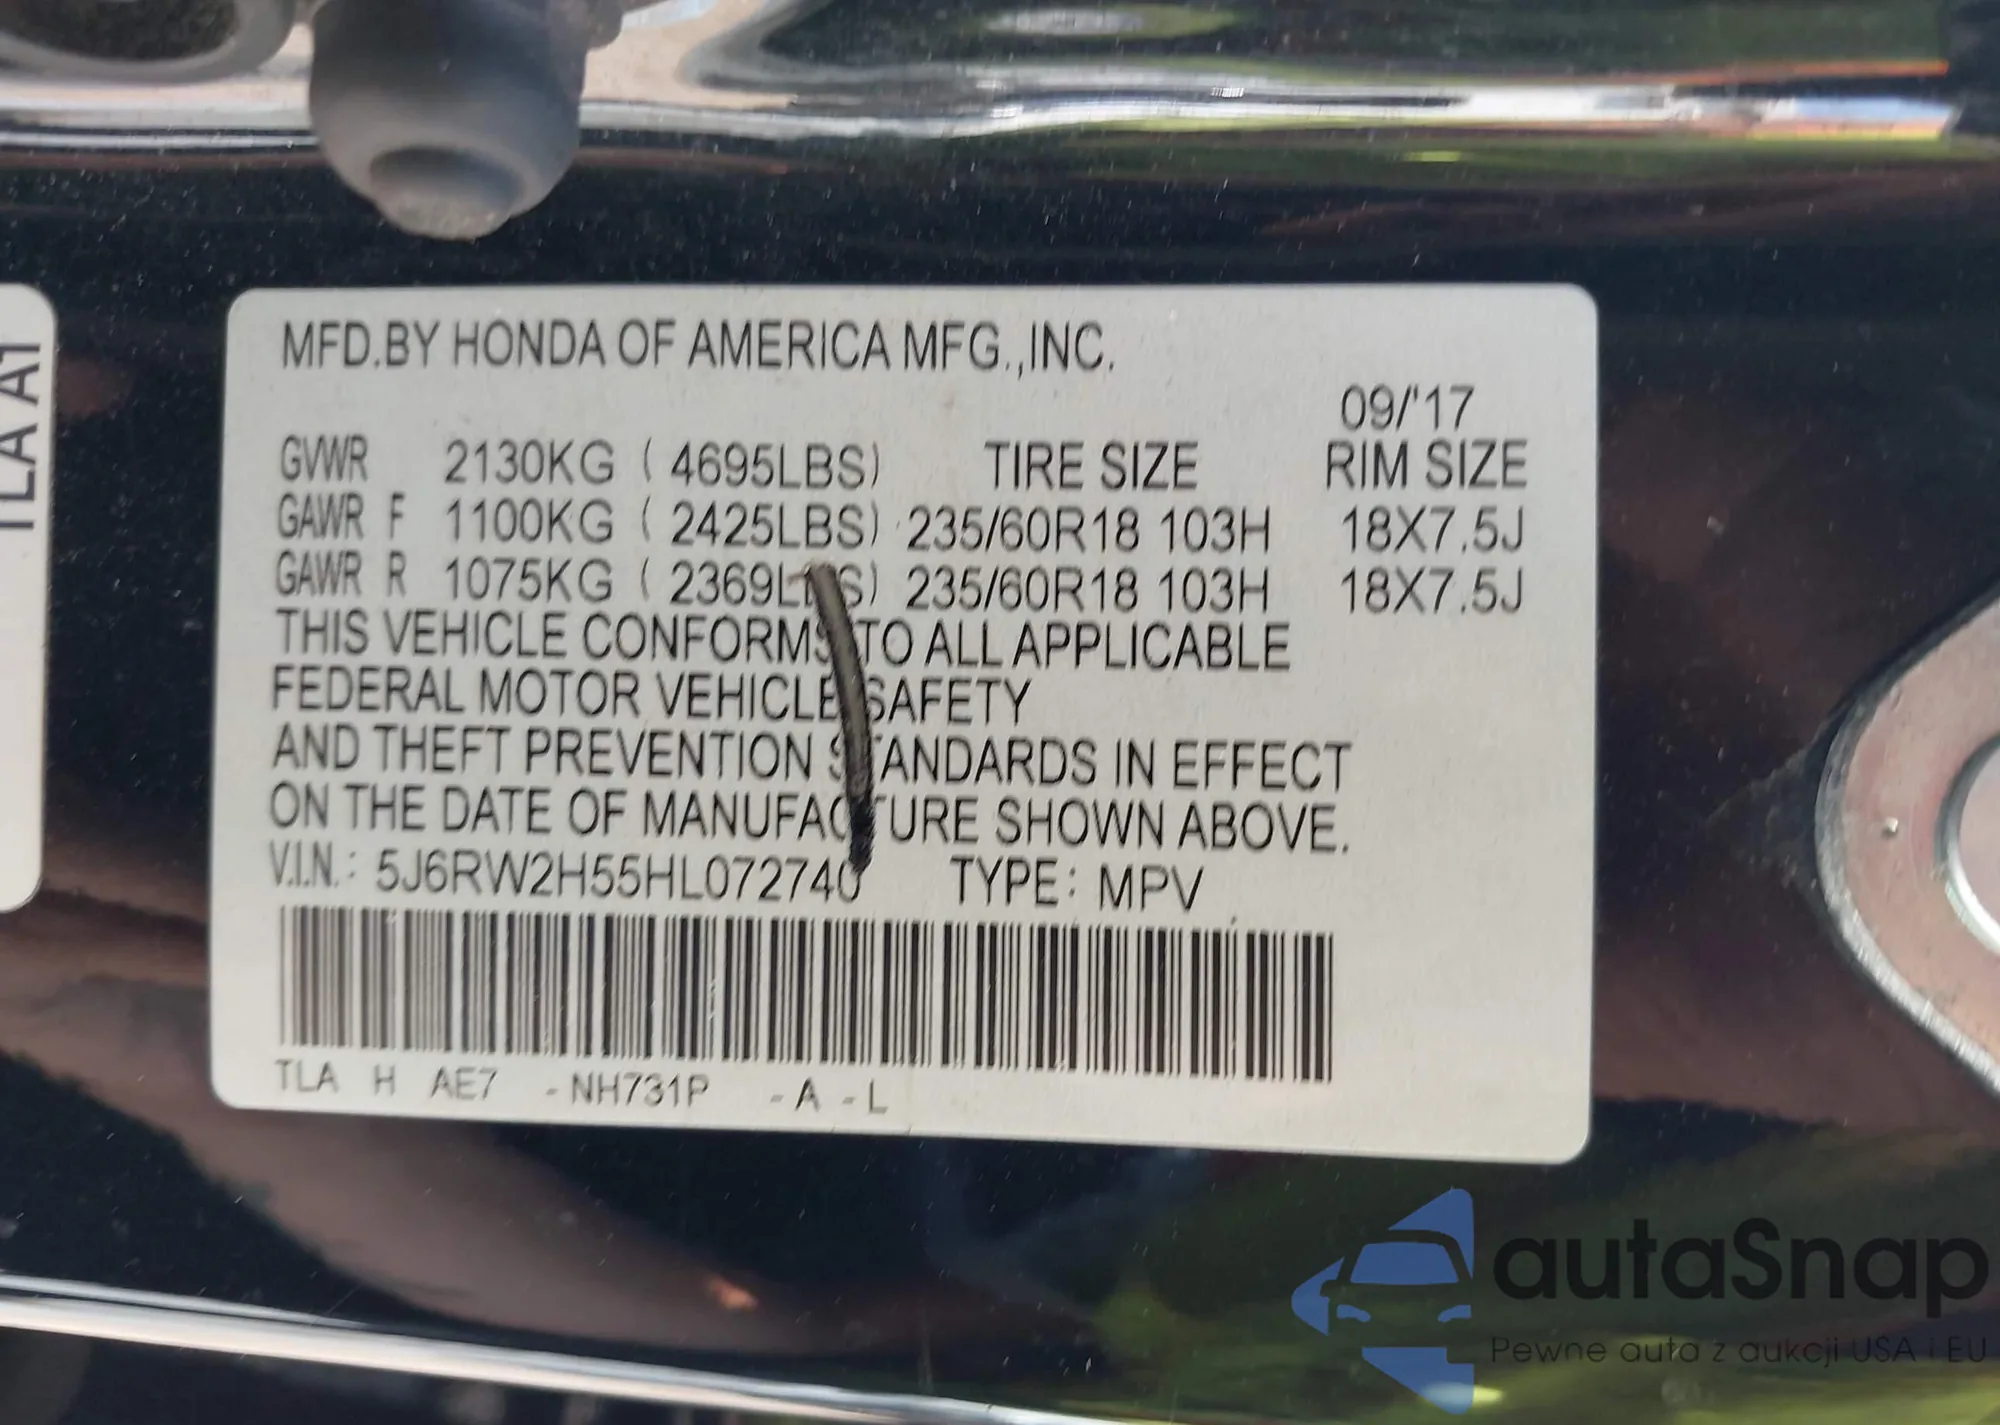 TLA A1
MFD.BY HONDA OF AMERICA MFG.,INC.
09/'17
GVWR 2130KG ( 4695LBS) TIRE SIZE RIM SIZE
GAWR F 1100KG ( 2425LBS) 235/60R18 103H 18X7.5J
GAWR R 1075KG ( 2369LBS) 235/60R18 103H 18X7.5J
THIS VEHICLE CONFORMS TO ALL APPLICABLE
FEDERAL MOTOR VEHICLE SAFETY
AND THEFT PREVENTION STANDARDS IN EFFECT
ON THE DATE OF MANUFACTURE SHOWN ABOVE.
V.I.N.: 5J6RW2H55HL072740 TYPE: MPV
TLA H AE7 -NH731P -A -L
autaSnap
Pewne auta z aukcji USA i EU